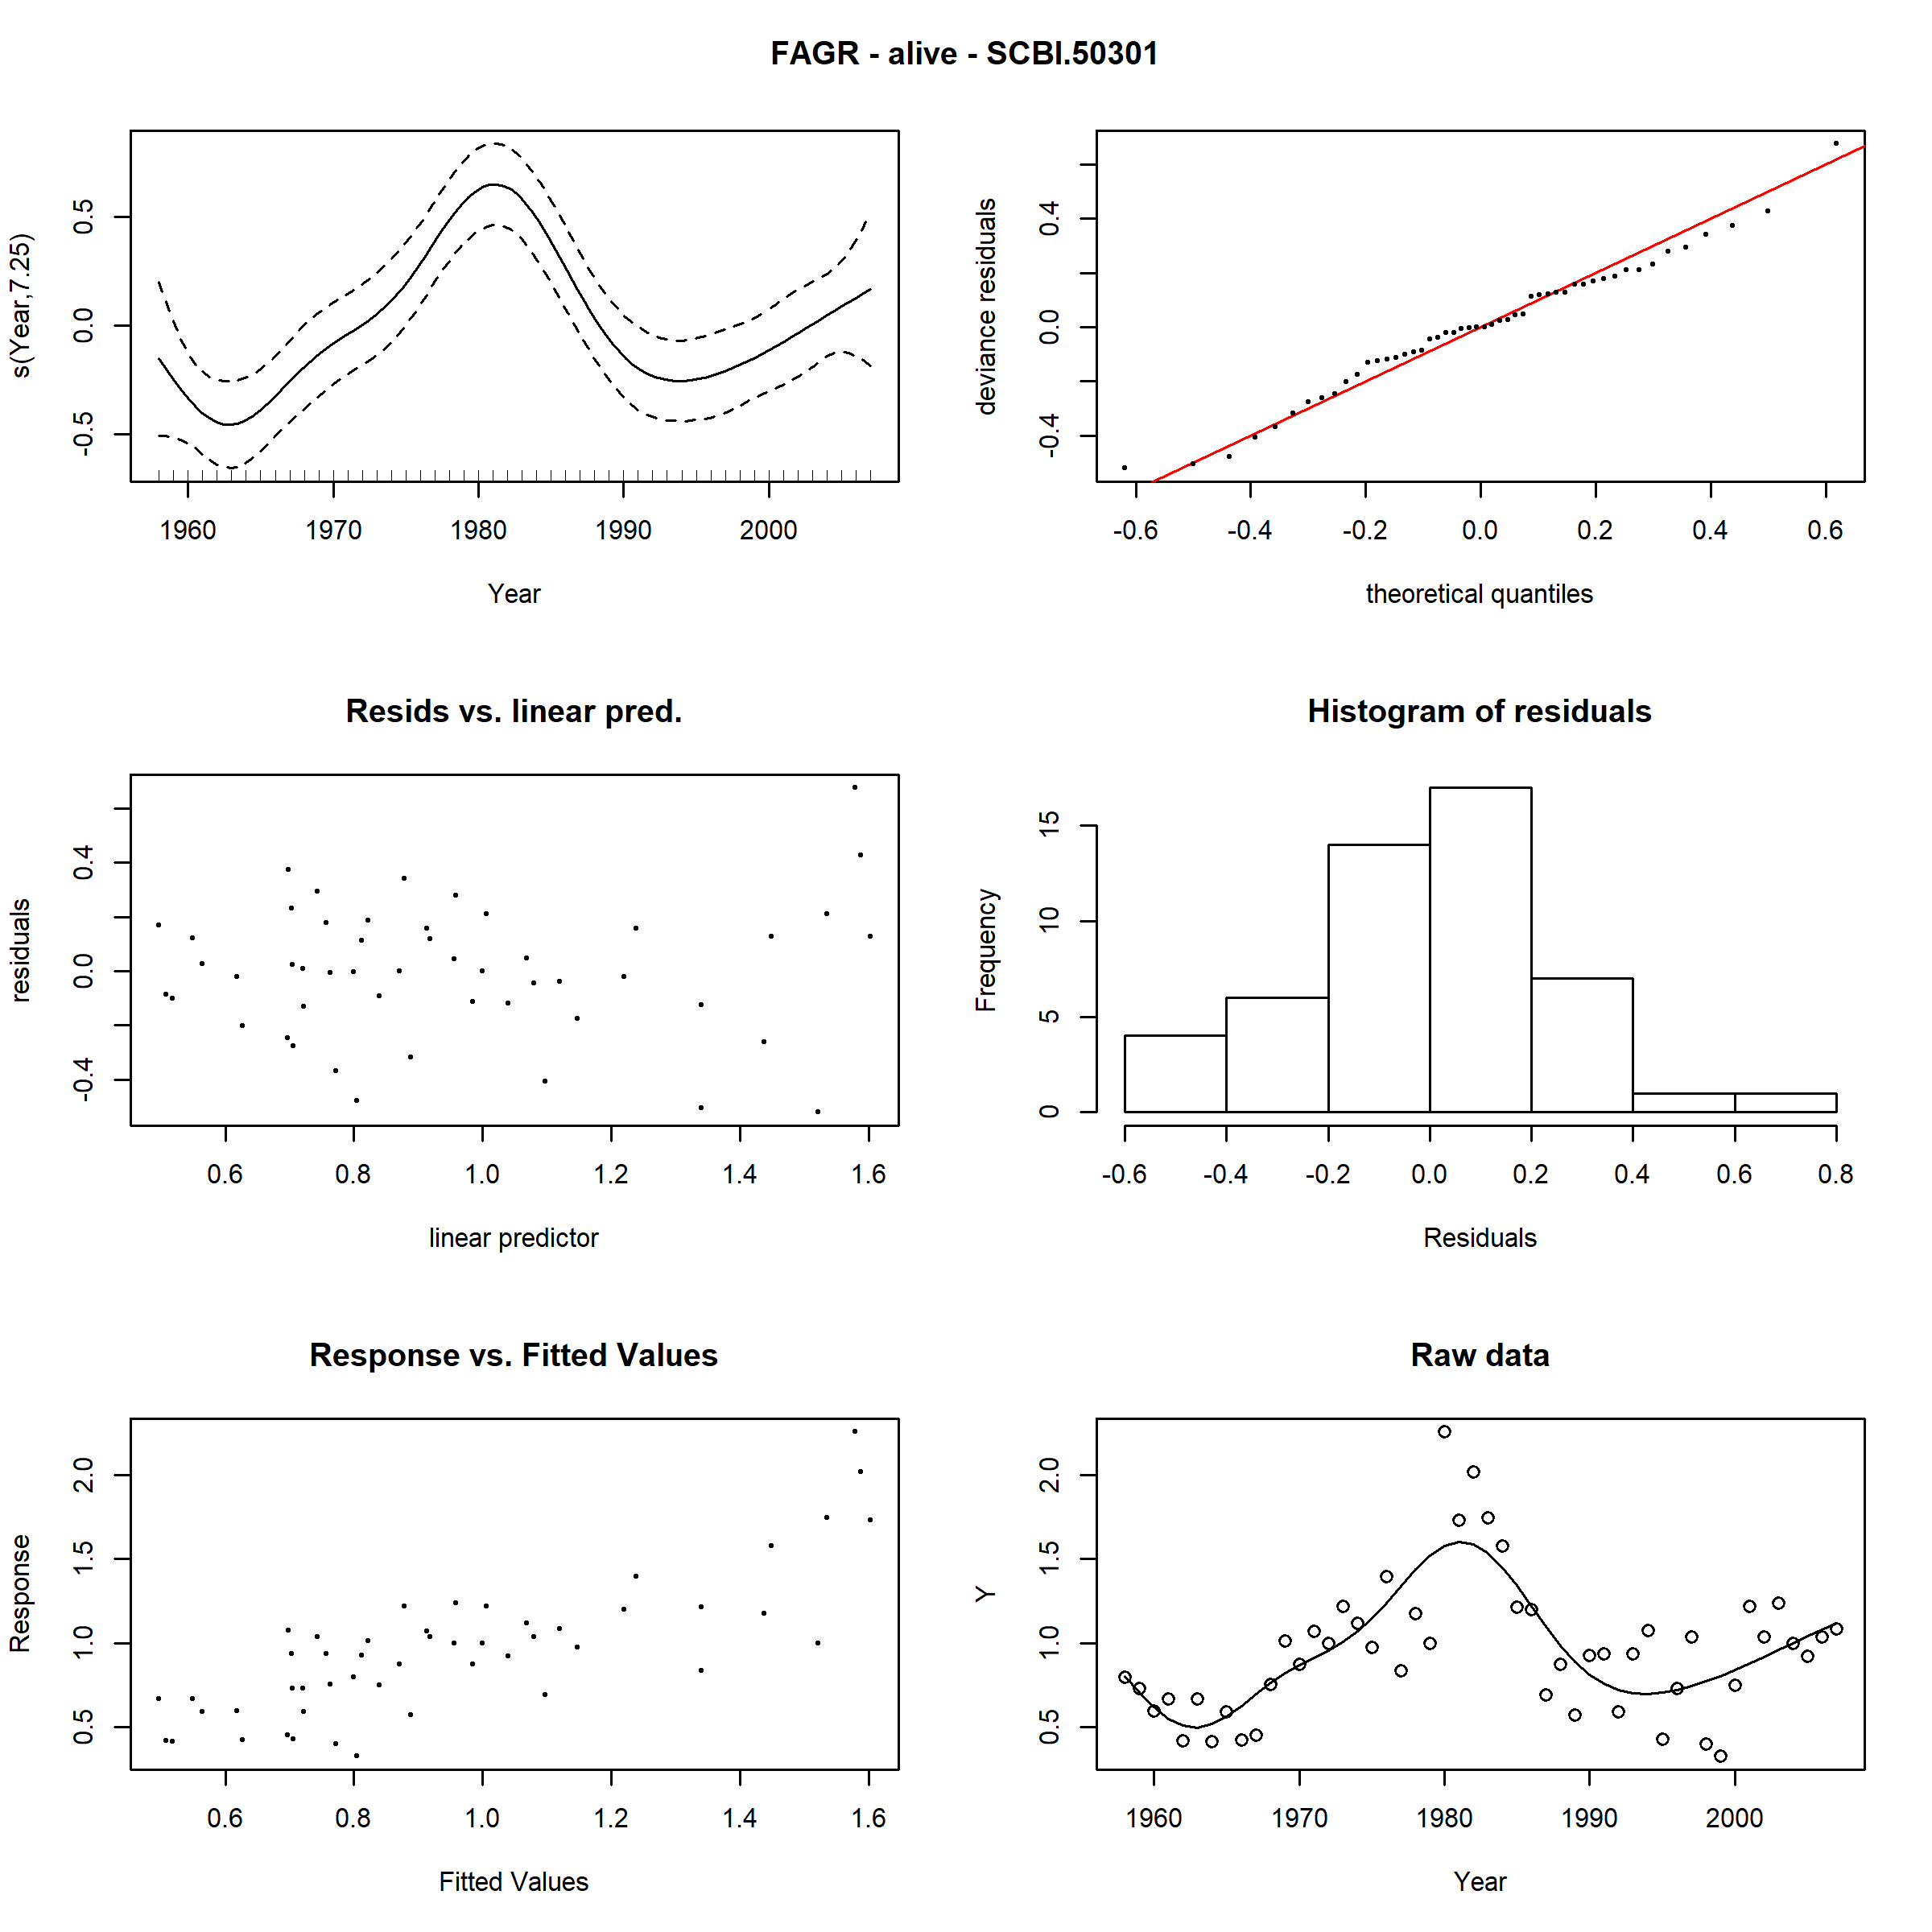 FAGR - alive - SCBI.50301
s(Year,7.25)
0.5
0.0
-0.5
1960 1970 1980 1990 2000
Year
deviance residuals
0.4
0.0
-0.4
-0.6 -0.4 -0.2 0.0 0.2 0.4 0.6
theoretical quantiles
Resids vs. linear pred.
residuals
0.4
0.0
-0.4
0.6 0.8 1.0 1.2 1.4 1.6
linear predictor
Histogram of residuals
Frequency
15
10
5
0
-0.6 -0.4 -0.2 0.0 0.2 0.4 0.6 0.8
Residuals
Response vs. Fitted Values
Response
2.0
1.5
1.0
0.5
0.6 0.8 1.0 1.2 1.4 1.6
Fitted Values
Raw data
Y
2.0
1.5
1.0
0.5
1960 1970 1980 1990 2000
Year